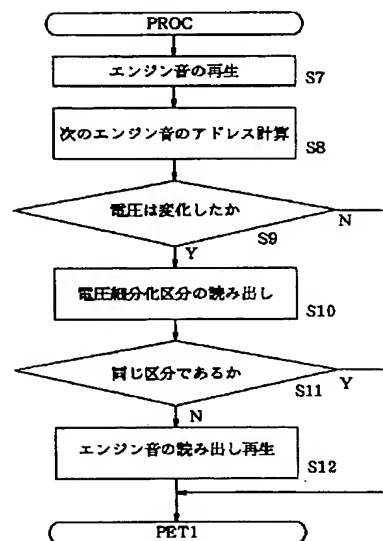 PROC
エンジン音の再生
S7
次のエンジン音のアドレス計算
S8
電圧は変化したか
N
S9
Y
電圧細分化区分の読み出し
S10
同じ区分であるか
Y
S11
N
エンジン音の読み出し再生
S12
PET1